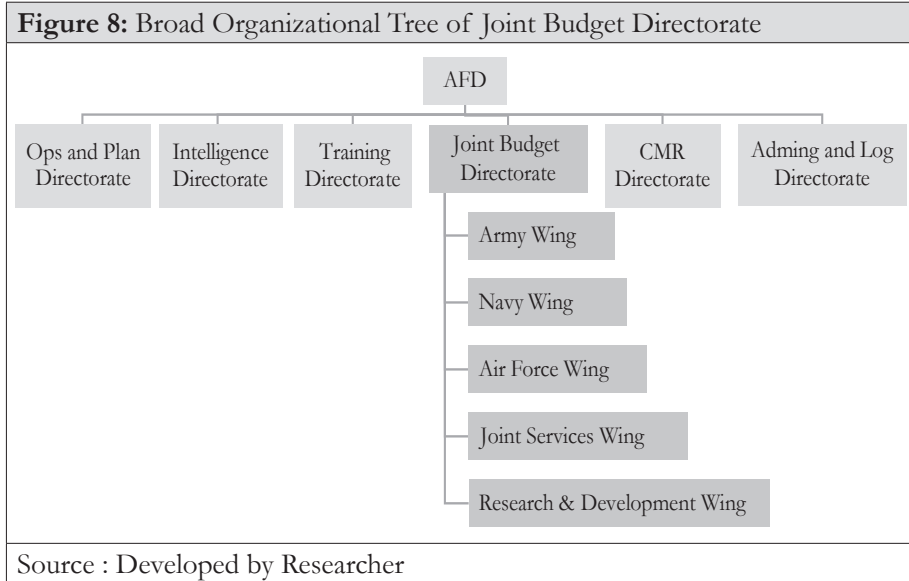 Figure 8: Broad Organizational Tree of Joint Budget Directorate
AFD
Ops and Plan
Directorate
Intelligence
Directorate
Training
Directorate
Joint Budget
Directorate
CMR
Directorate
Adming and Log
Directorate
Army Wing
Navy Wing
Air Force Wing
Joint Services Wing
Research & Development Wing
Source : Developed by Researcher